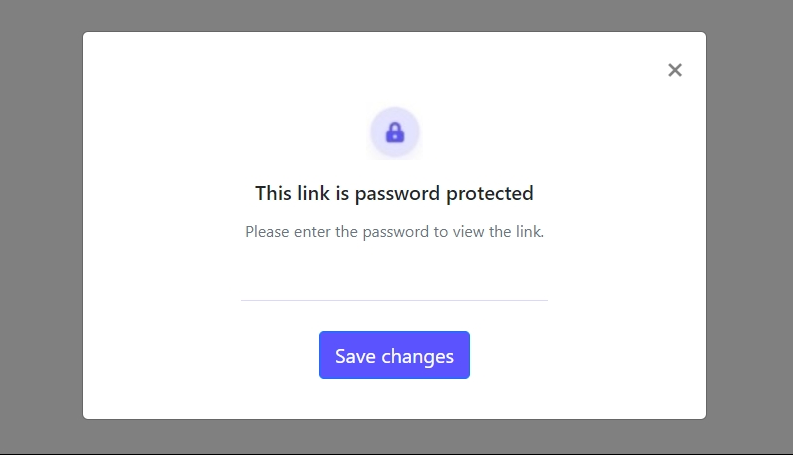 This link is password protected
Please enter the password to view the link.
Save changes